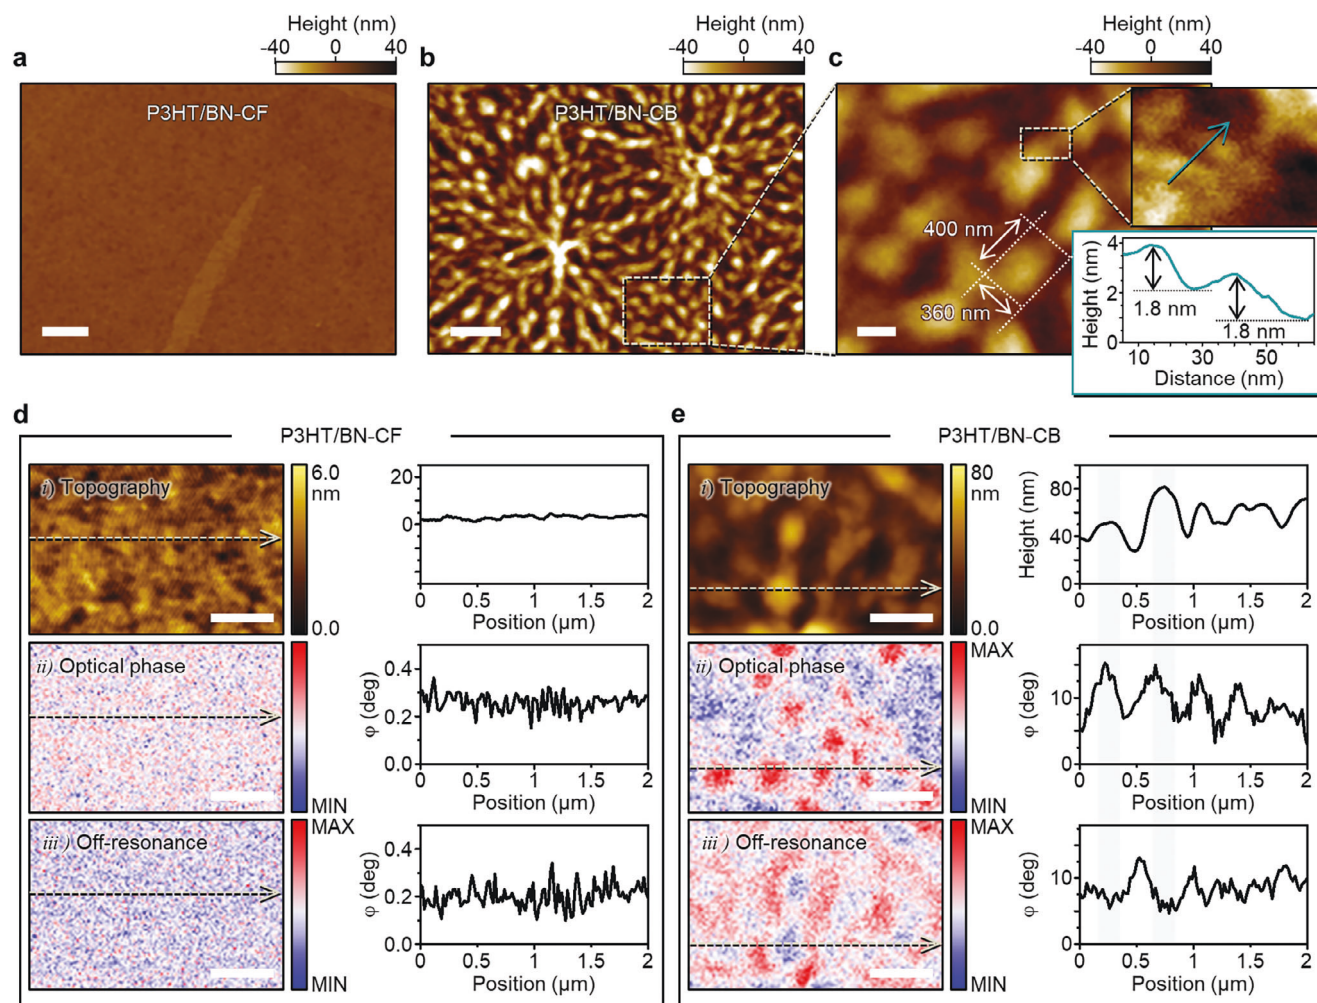 Height (nm)
-40 0 40
a
P3HT/BN-CF
Height (nm)
-40 0 40
b
P3HT/BN-CB
Height (nm)
-40 0 40
c
400 nm
360 nm
Height (nm)
4
2
0
1.8 nm
1.8 nm
10 30 50
Distance (nm)
d
P3HT/BN-CF
i) Topography
6.0
nm
0.0
20
0
0 0.5 1 1.5 2
Position (µm)
ii) Optical phase
MIN
φ (deg)
0.4
0.2
0.0
0 0.5 1 1.5 2
Position (µm)
iii) Off-resonance
MAX
MIN
φ (deg)
0.4
0.2
0.0
0 0.5 1 1.5 2
Position (µm)
e
P3HT/BN-CB
i) Topography
80
nm
0.0
Height (nm)
80
40
0
0 0.5 1 1.5 2
Position (µm)
ii) Optical phase
MAX
MIN
φ (deg)
10
0
0 0.5 1 1.5 2
Position (µm)
iii) Off-resonance
MAX
MIN
φ (deg)
10
0
0 0.5 1 1.5 2
Position (µm)